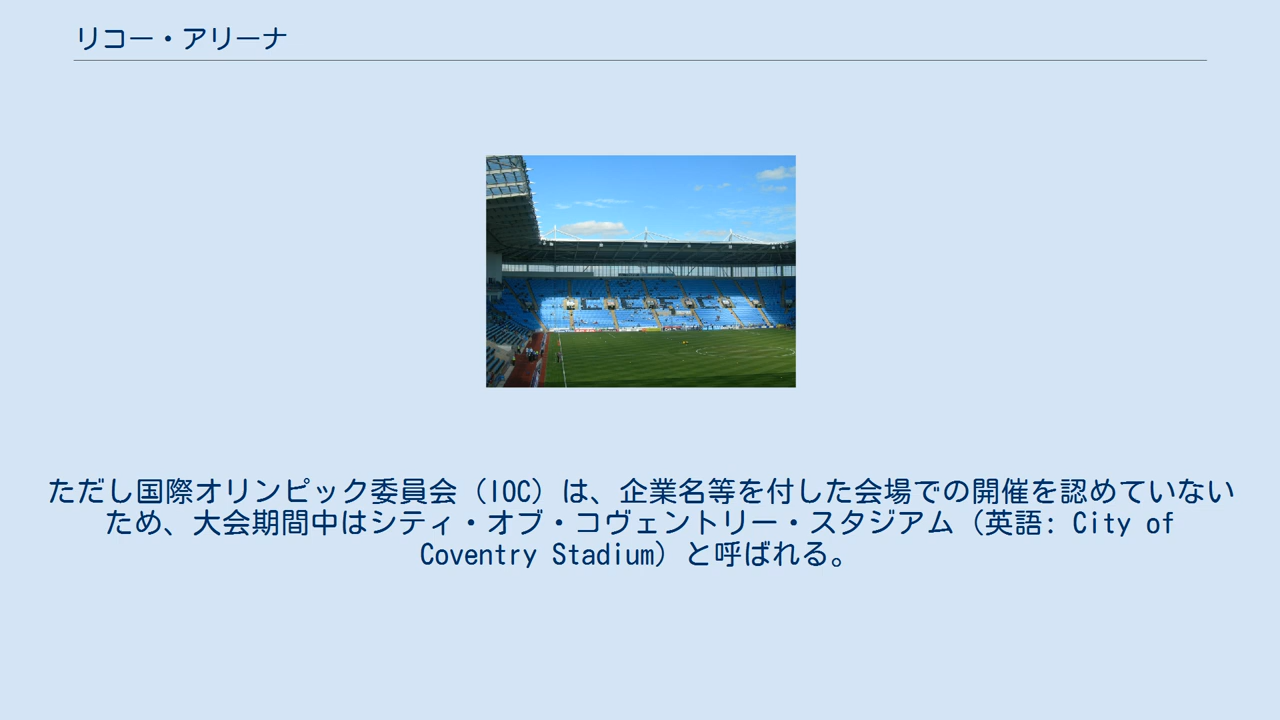 リコー・アリーナ
ただし国際オリンピック委員会（IOC）は、企業名等を付した会場での開催を認めていない
ため、大会期間中はシティ・オブ・コヴェントリー・スタジアム（英語: City of
Coventry Stadium）と呼ばれる。